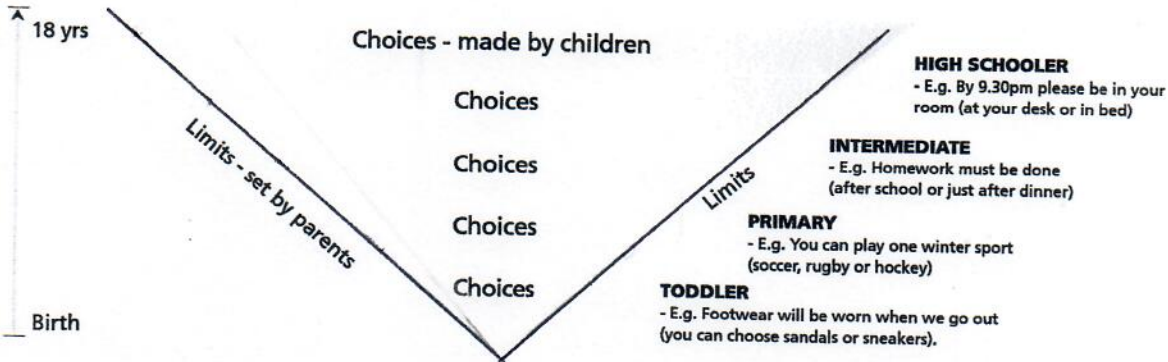 18 yrs
Choices - made by children
Choices
Choices
Choices
Choices
Birth
Limits - set by parents
Limits
HIGH SCHOOLER
- E.g. By 9.30pm please be in your
room (at your desk or in bed)
INTERMEDIATE
- E.g. Homework must be done
(after school or just after dinner)
PRIMARY
- E.g. You can play one winter sport
(soccer, rugby or hockey)
TODDLER
- E.g. Footwear will be worn when we go out
(you can choose sandals or sneakers).